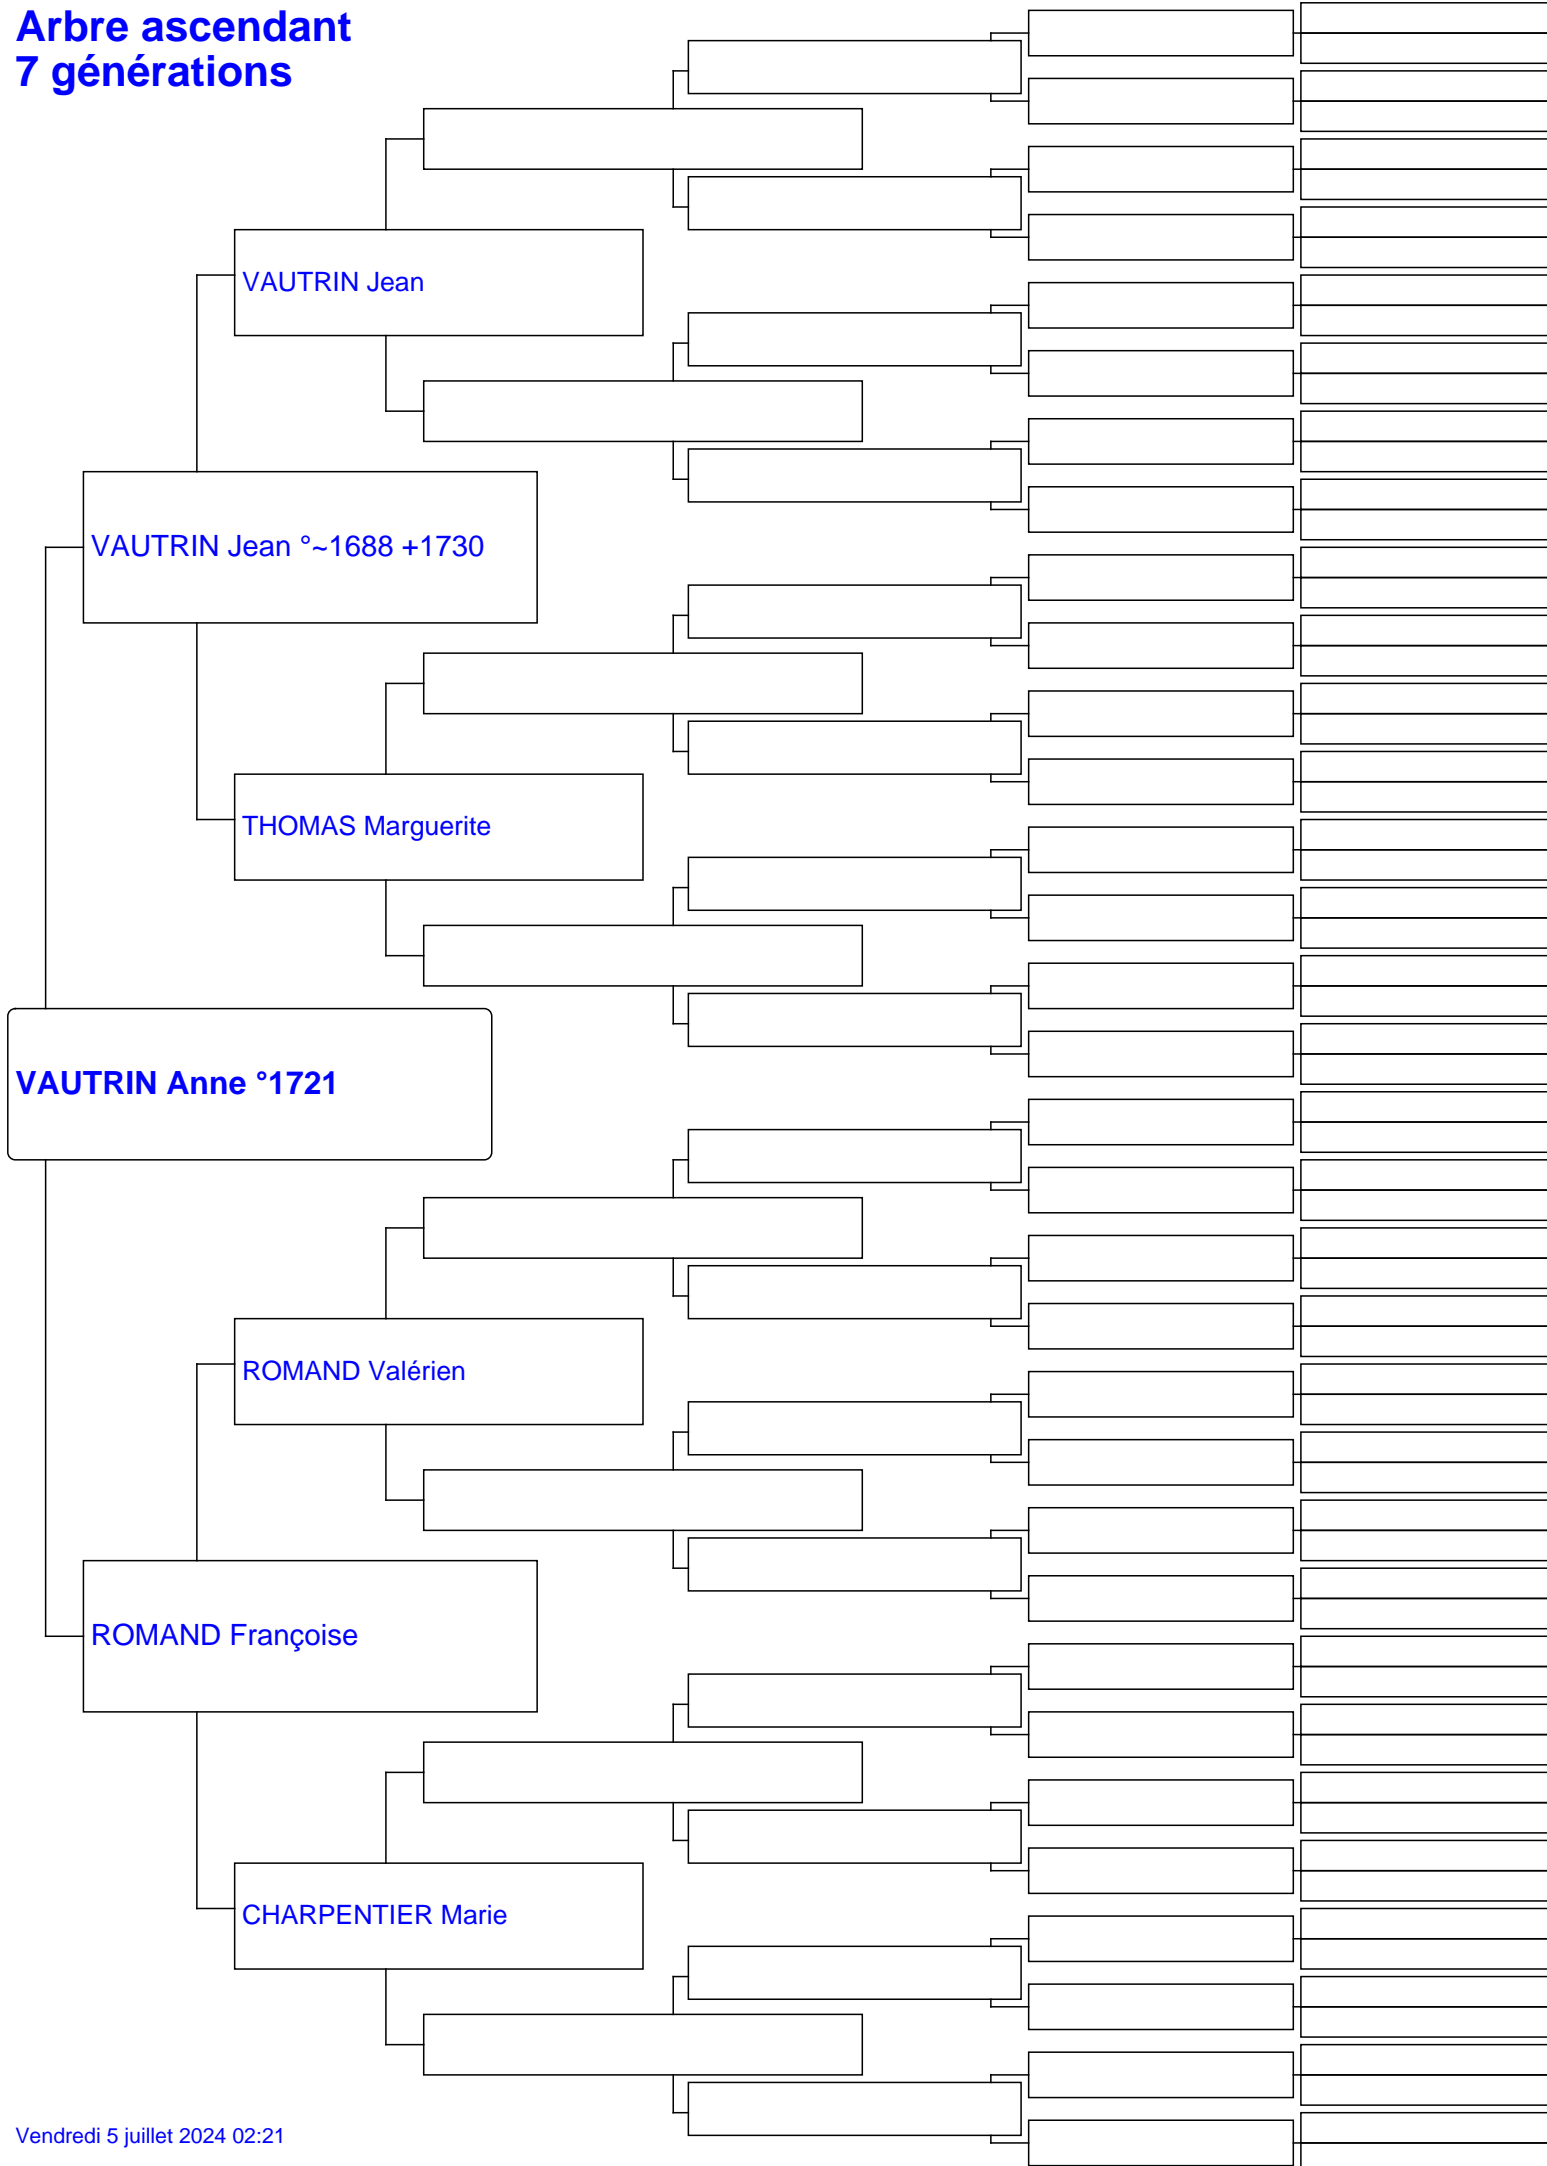 Arbre ascendant
7 générations
VAUTRIN Jean
VAUTRIN Jean °~1688 +1730
THOMAS Marguerite
VAUTRIN Anne °1721
ROMAND Valérien
ROMAND Françoise
CHARPENTIER Marie
Vendredi 5 juillet 2024 02:21